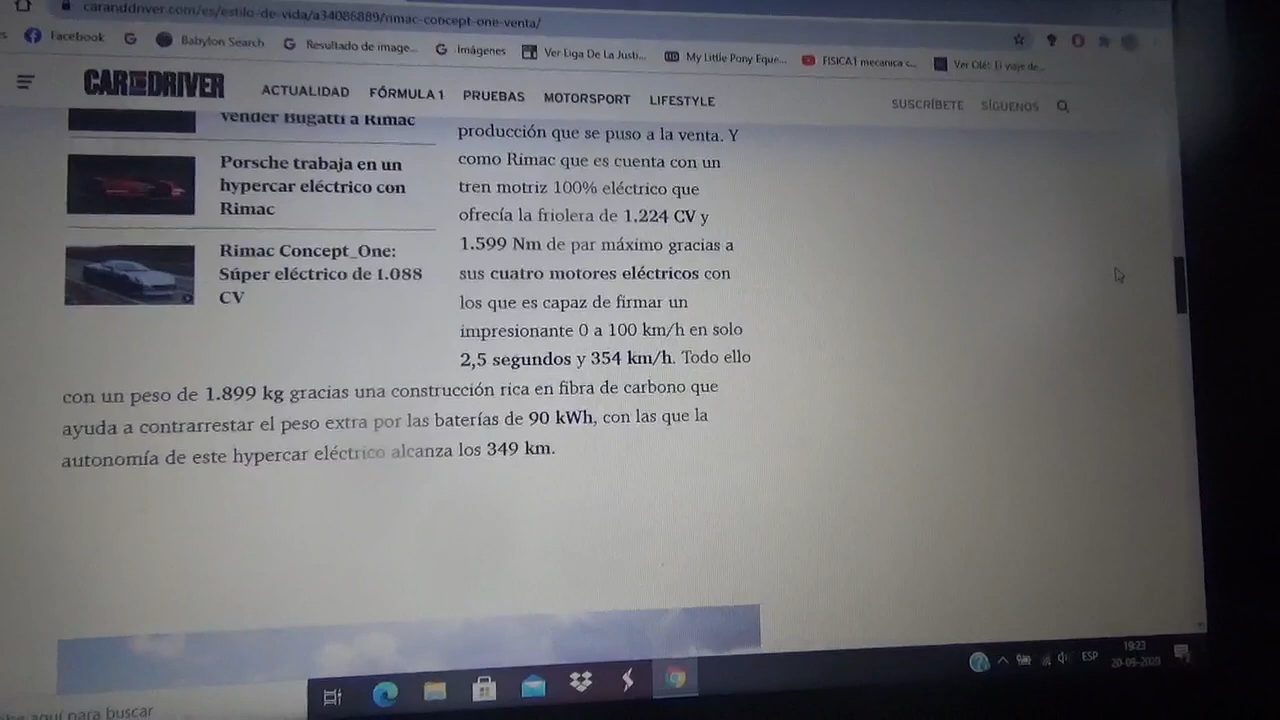 caranddriver.com/es/estilo-de-vida/a34086889/rimac-concept-one-venta/
Facebook
Babylon Search
Resultado de image...
Imágenes
Ver Liga De La Justi...
My Little Pony Eque...
FISICA1 mecanica c...
Ver Olé! El viaje de...
CAR AND DRIVER
ACTUALIDAD
FÓRMULA 1
PRUEBAS
MOTORSPORT
LIFESTYLE
SUSCRÍBETE
SÍGUENOS
vender Bugatti a Rimac
Porsche trabaja en un
hypercar eléctrico con
Rimac
Rimac Concept_One:
Súper eléctrico de 1.088
CV
producción que se puso a la venta. Y
como Rimac que es cuenta con un
tren motriz 100% eléctrico que
ofrecía la friolera de 1.224 CV y
1.599 Nm de par máximo gracias a
sus cuatro motores eléctricos con
los que es capaz de firmar un
impresionante 0 a 100 km/h en solo
2,5 segundos y 354 km/h. Todo ello
con un peso de 1.899 kg gracias una construcción rica en fibra de carbono que
ayuda a contrarrestar el peso extra por las baterías de 90 kWh, con las que la
autonomía de este hypercar eléctrico alcanza los 349 km.
aquí para buscar
ESP
19:23
20-09-2020